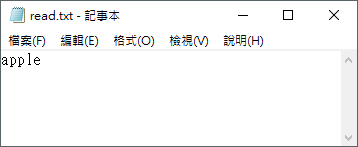 read.txt - 記事本
檔案(F) 編輯(E) 格式(O) 檢視(V) 說明(H)
apple